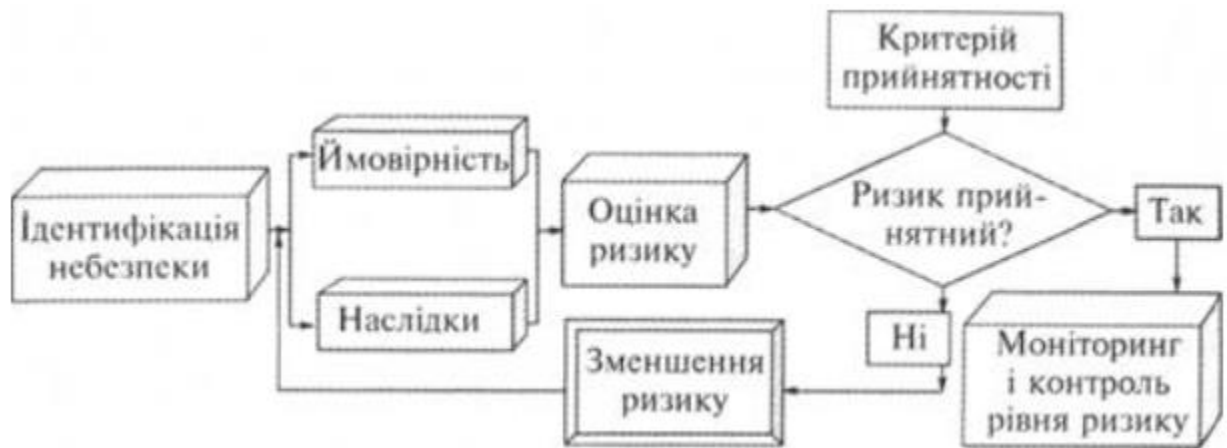 Критерій
прийнятності
Ймовірність
Ідентифікація
небезпеки
Наслідки
Оцінка
ризику
Ризик прий-
нятний?
Так
Ні
Зменшення
ризику
Моніторинг
і контроль
рівня ризику